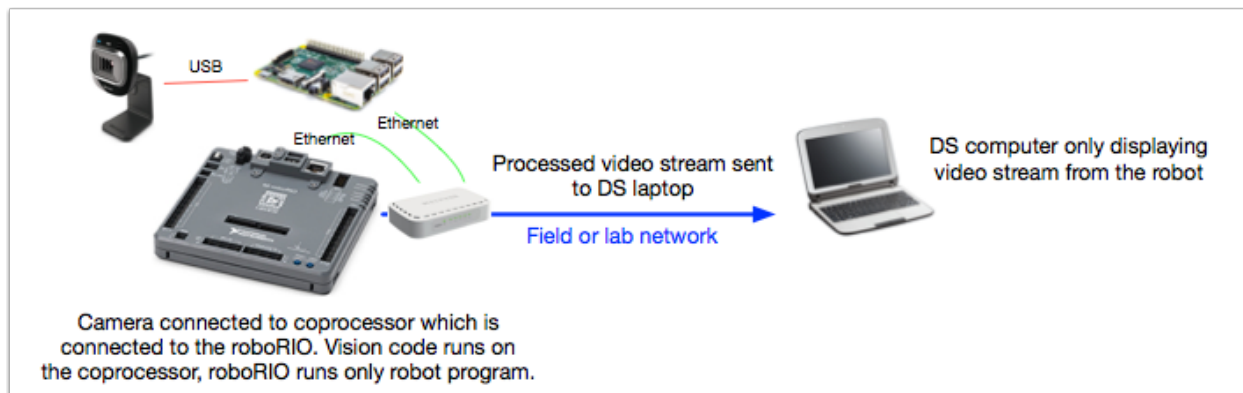 USB
Ethernet
Ethernet
Processed video stream sent
to DS laptop
Field or lab network
DS computer only displaying
video stream from the robot
Camera connected to coprocessor which is
connected to the roboRIO. Vision code runs on
the coprocessor, roboRIO runs only robot program.